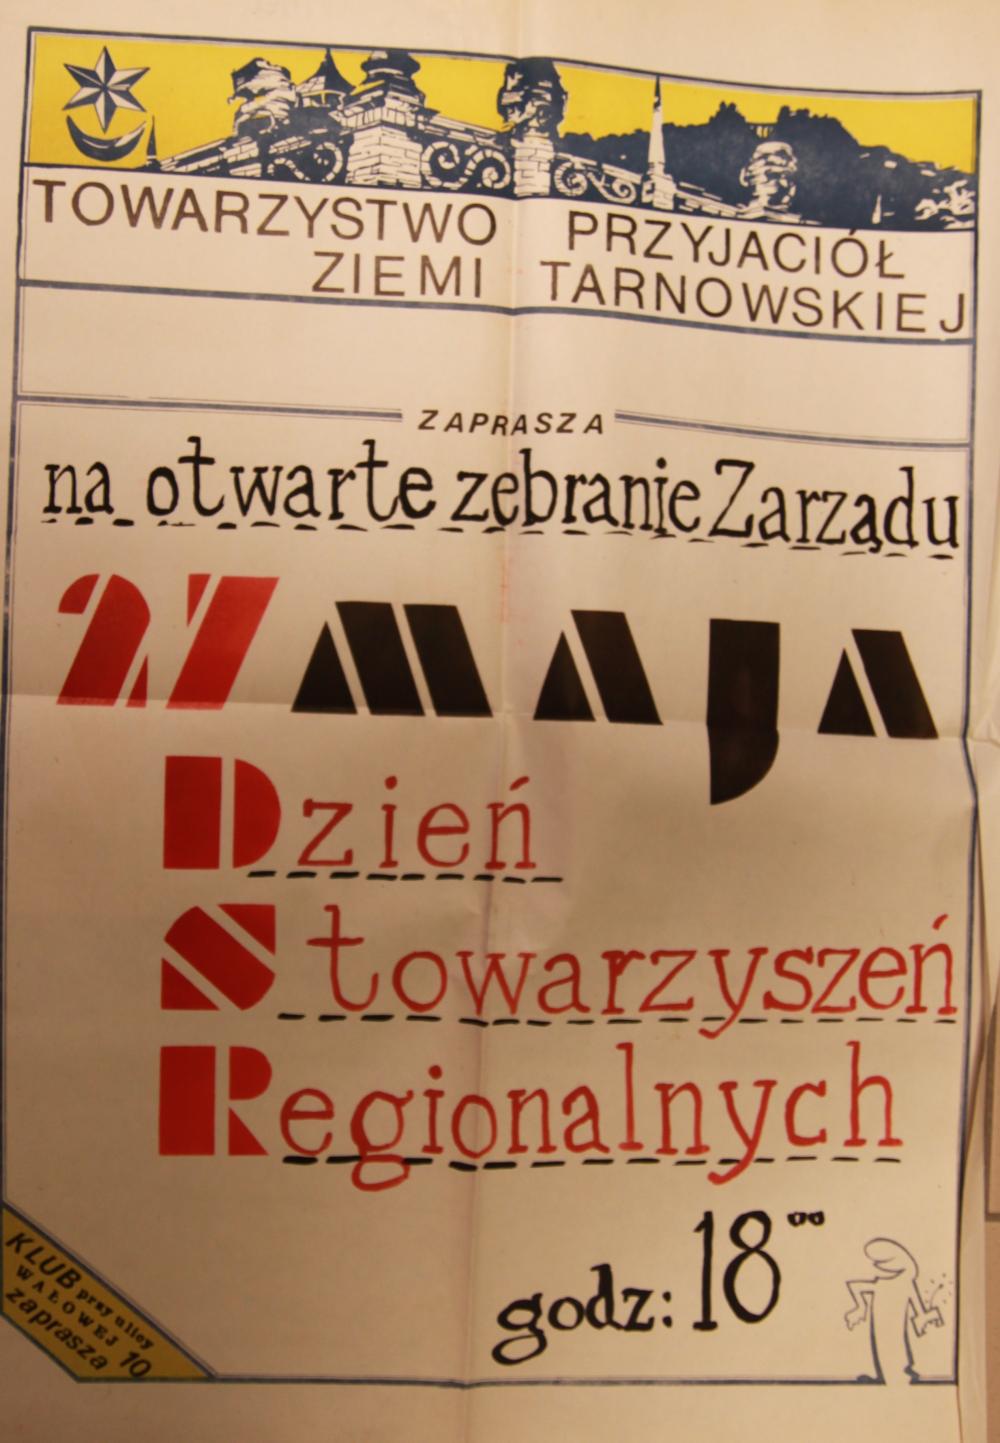 TOWARZYSTWO PRZYJACIÓŁ
ZIEMI TARNOWSKIEJ
ZAPRASZA
na otwarte zebranie Zarządu
27 maja
Dzień
Stowarzyszeń
Regionalnych
godz: 18°°
KLUB przy ulicy
WAŁOWEJ 10
zaprasza